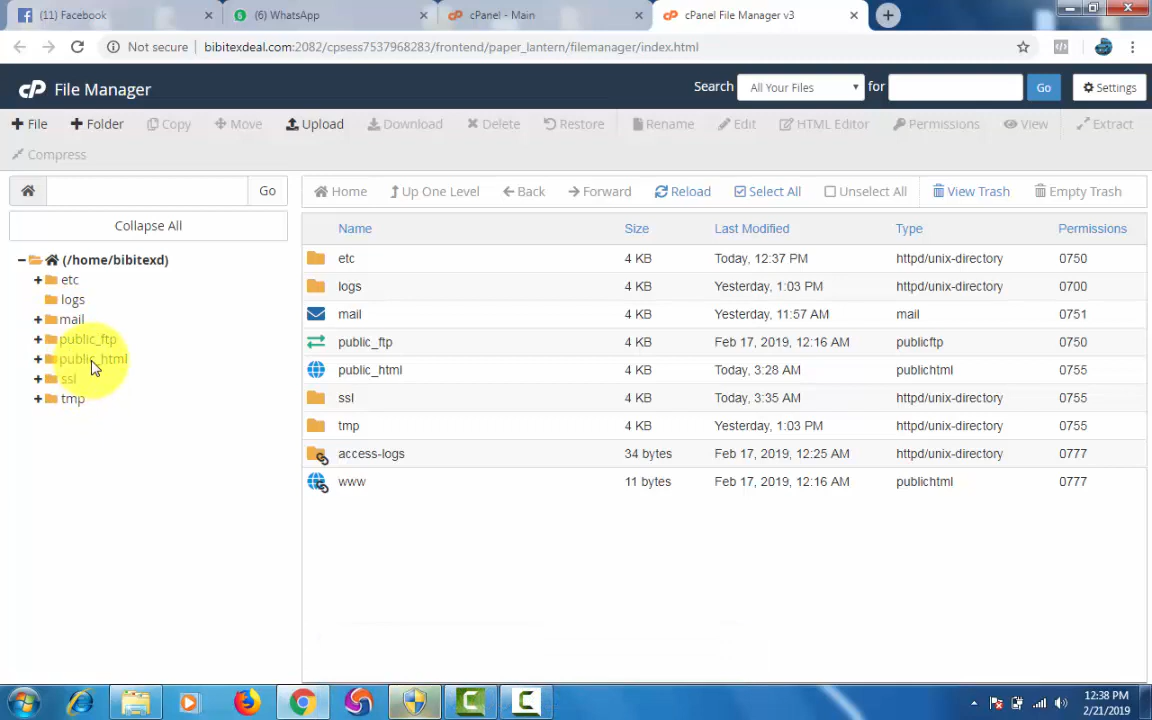 (11) Facebook
(6) WhatsApp
cPanel - Main
cPanel File Manager v3
Not secure
bibitexdeal.com:2082/cpsess7537968283/frontend/paper_lantern/filemanager/index.html
cP File Manager
Search All Your Files for Go Settings
File Folder Copy Move Upload Download Delete Restore Rename Edit HTML Editor Permissions View Extract
Compress
Go
Home Up One Level Back Forward Reload Select All Unselect All View Trash Empty Trash
Collapse All
(/home/bibitexd)
etc
logs
mail
public_ftp
public_html
ssl
tmp
Name Size Last Modified Type Permissions
etc 4 KB Today, 12:37 PM httpd/unix-directory 0750
logs 4 KB Yesterday, 1:03 PM httpd/unix-directory 0700
mail 4 KB Yesterday, 11:57 AM mail 0751
public_ftp 4 KB Feb 17, 2019, 12:16 AM publicftp 0750
public_html 4 KB Today, 3:28 AM publichtml 0755
ssl 4 KB Today, 3:35 AM httpd/unix-directory 0755
tmp 4 KB Yesterday, 1:03 PM httpd/unix-directory 0755
access-logs 34 bytes Feb 17, 2019, 12:25 AM httpd/unix-directory 0777
www 11 bytes Feb 17, 2019, 12:16 AM publichtml 0777
12:38 PM
2/21/2019